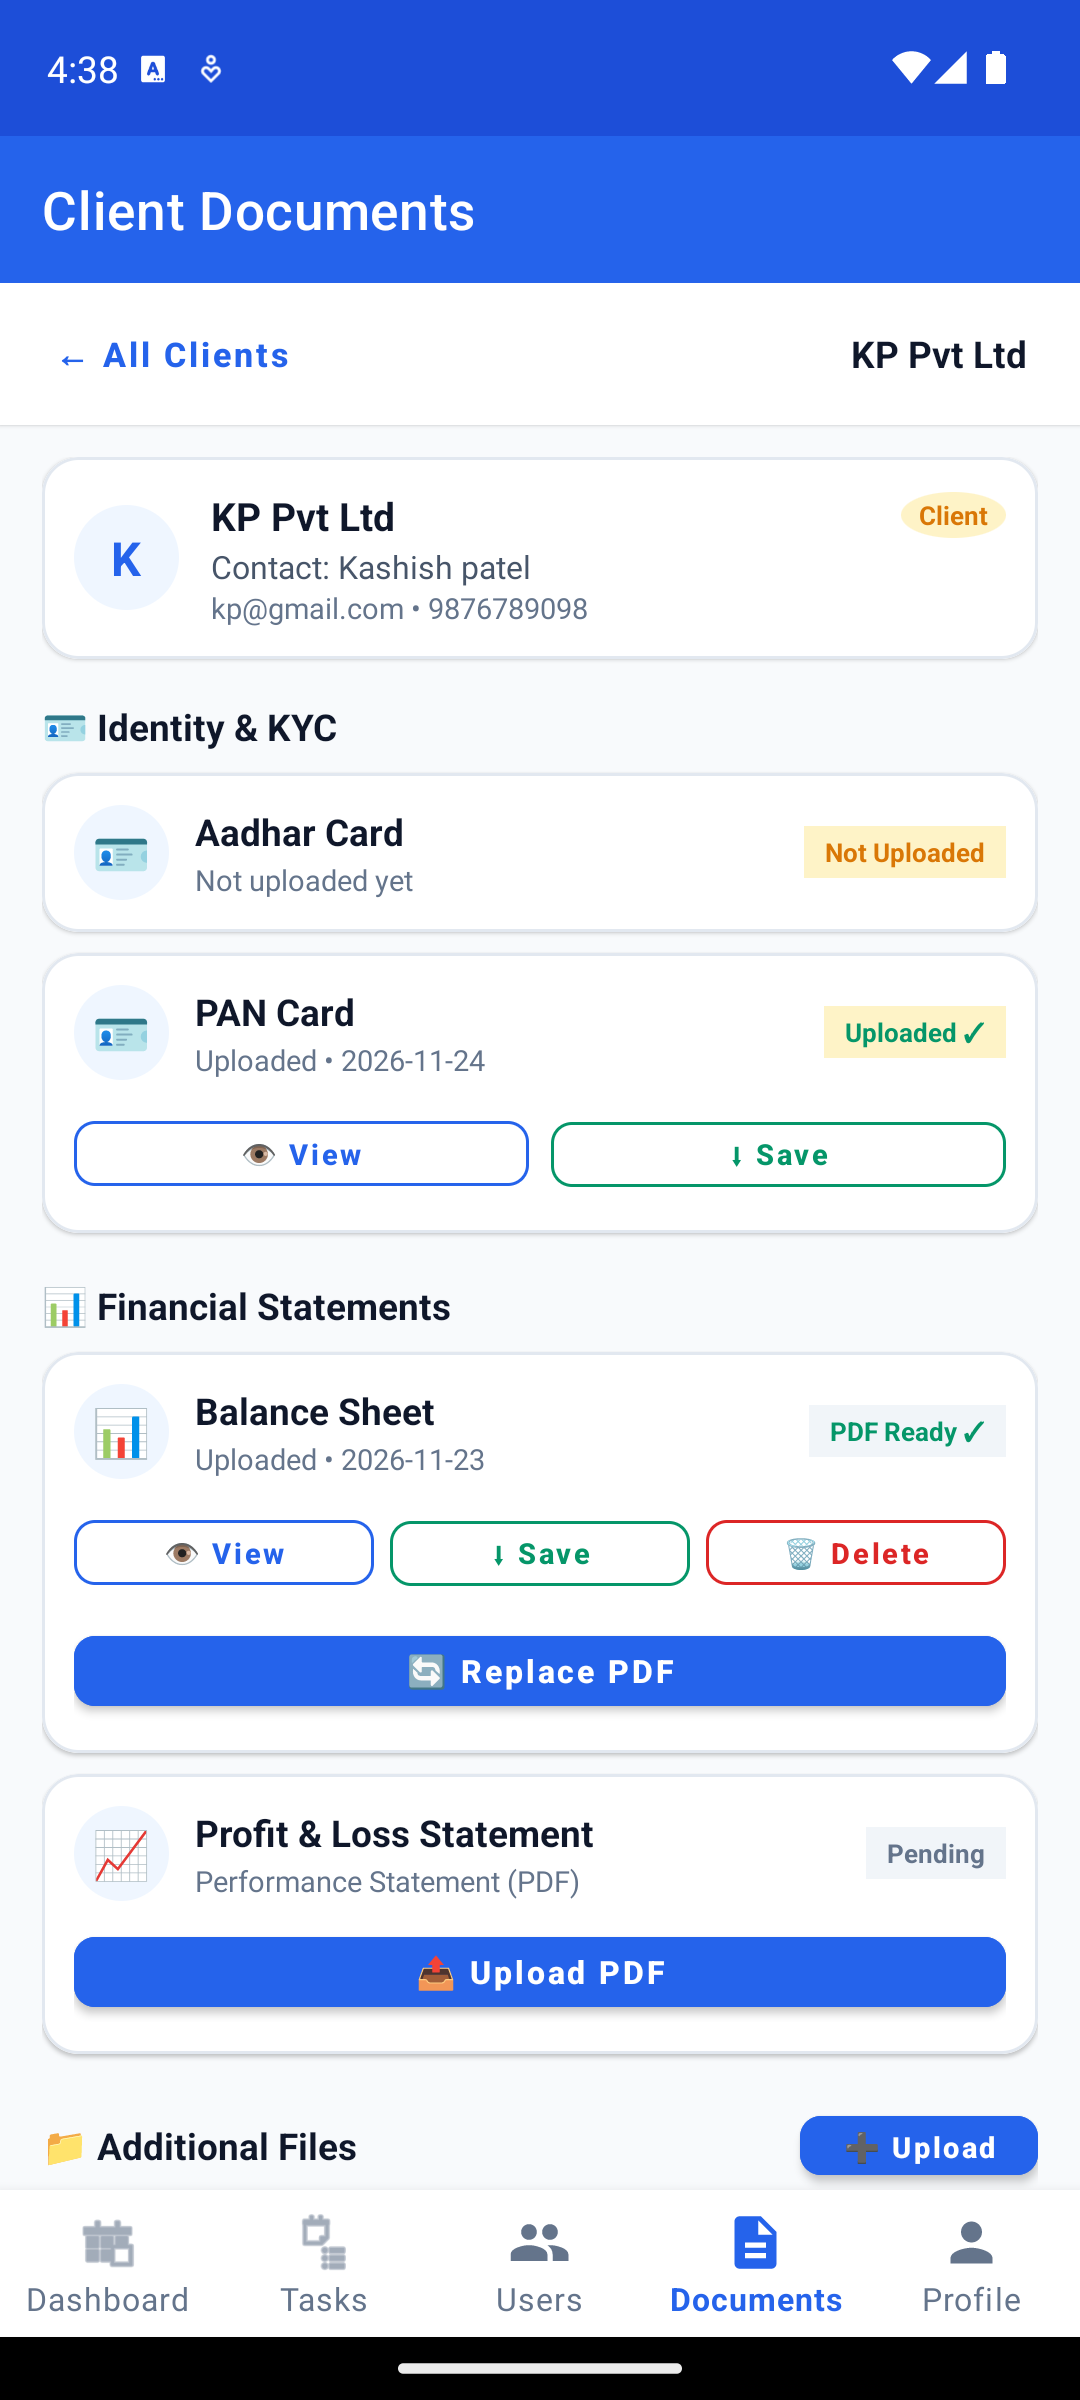 4:38
Client Documents
← All Clients
KP Pvt Ltd
K
KP Pvt Ltd
Client
Contact: Kashish patel
kp@gmail.com • 9876789098
🪪 Identity & KYC
Aadhar Card
Not uploaded yet
Not Uploaded
PAN Card
Uploaded • 2026-11-24
Uploaded ✓
👁️ View
⭳ Save
📊 Financial Statements
Balance Sheet
Uploaded • 2026-11-23
PDF Ready ✓
👁️ View
⭳ Save
🗑️ Delete
🔄 Replace PDF
Profit & Loss Statement
Performance Statement (PDF)
Pending
📤 Upload PDF
📁 Additional Files
➕ Upload
Dashboard
Tasks
Users
Documents
Profile